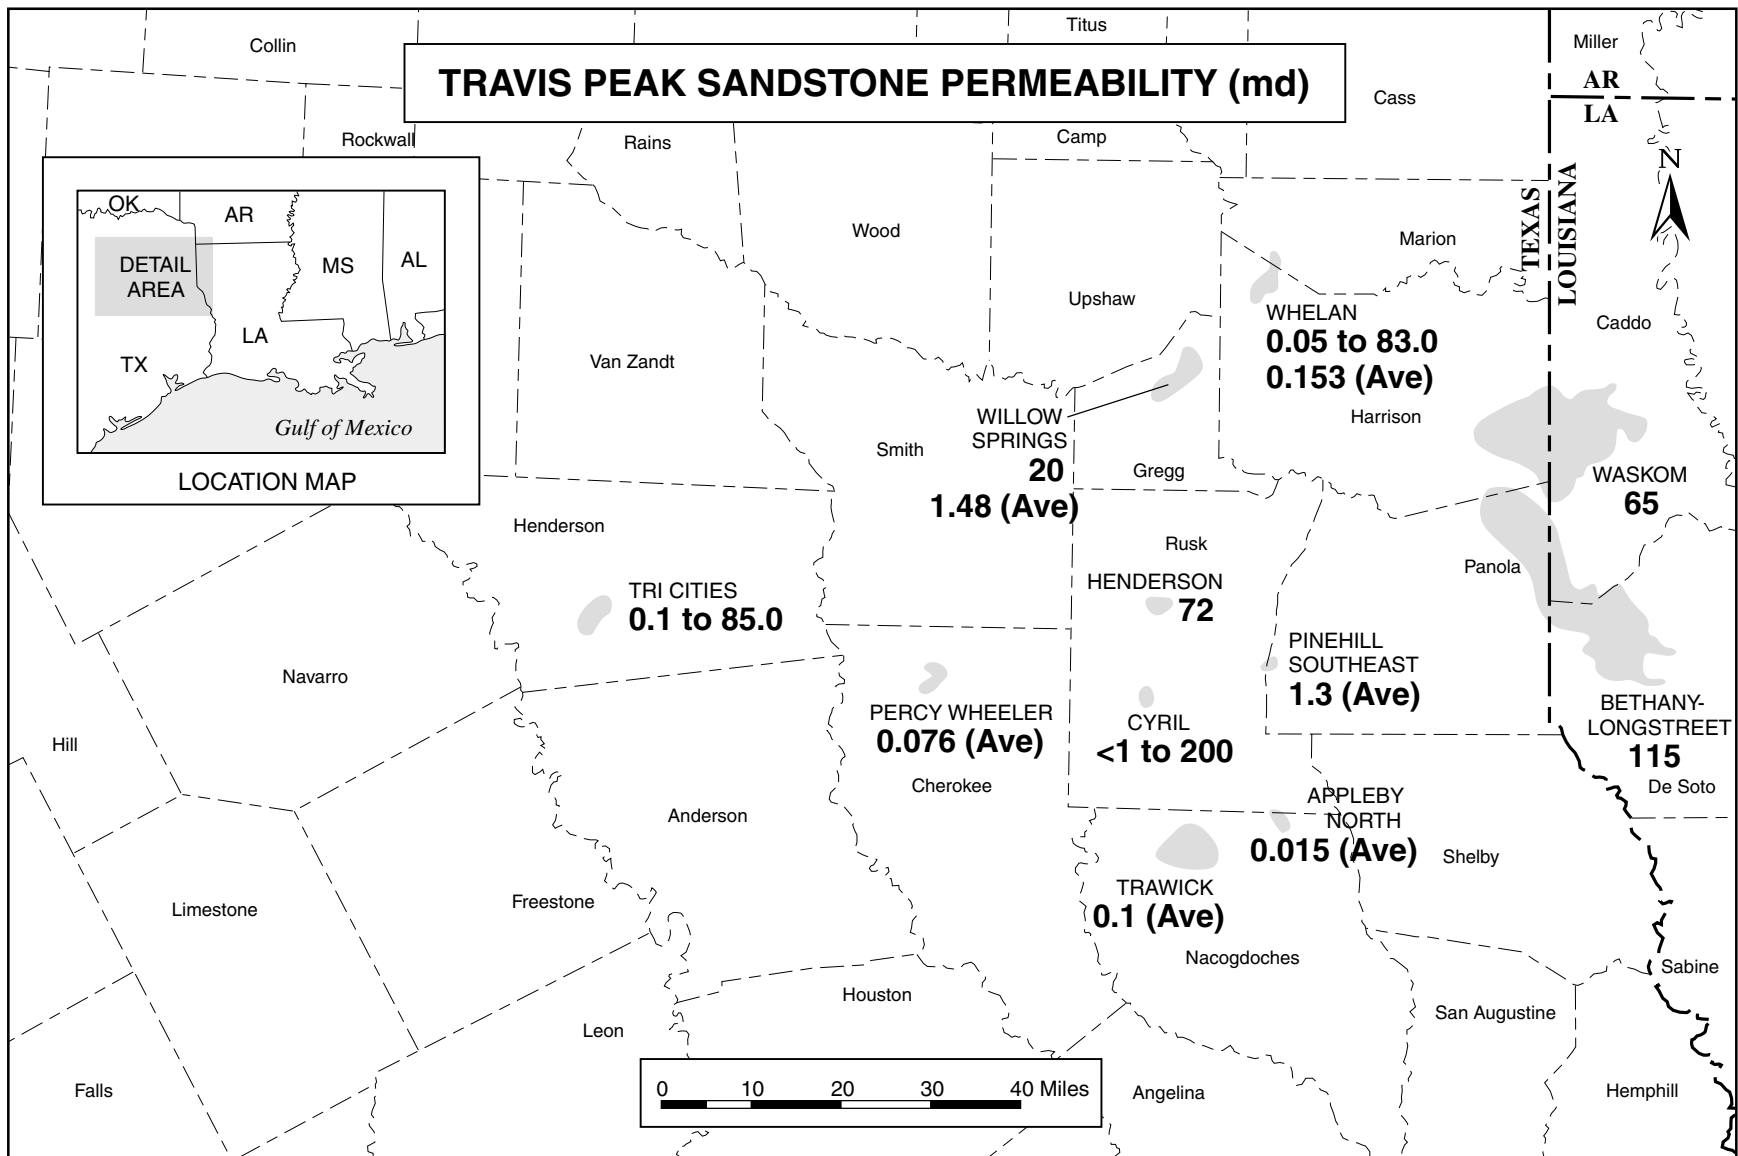 Titus
Collin
Miller
TRAVIS PEAK SANDSTONE PERMEABILITY (md)
AR
LA
Cass
Rockwall
Rains
Camp
N
OK
AR
MS
AL
DETAIL
AREA
LA
TX
Gulf of Mexico
LOCATION MAP
Wood
Marion
TEXAS
LOUISIANA
Upshaw
WHELAN
0.05 to 83.0
0.153 (Ave)
Caddo
Van Zandt
Harrison
WILLOW
SPRINGS
20
1.48 (Ave)
Smith
Gregg
WASKOM
65
Henderson
Rusk
Panola
HENDERSON
72
TRI CITIES
0.1 to 85.0
PINEHILL
SOUTHEAST
1.3 (Ave)
Navarro
PERCY WHEELER
0.076 (Ave)
CYRIL
<1 to 200
BETHANY-
LONGSTREET
115
Hill
Cherokee
De Soto
Anderson
APPLEBY
NORTH
0.015 (Ave)
Shelby
TRAWICK
0.1 (Ave)
Limestone
Freestone
Nacogdoches
Sabine
Houston
San Augustine
Leon
0 10 20 30 40 Miles
Falls
Angelina
Hemphill